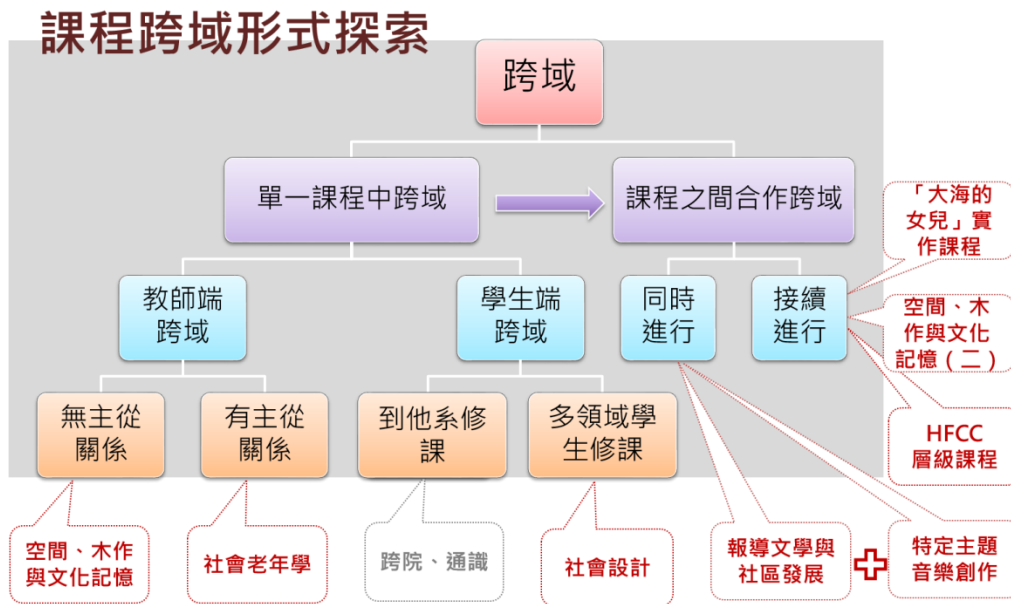 課程跨域形式探索
跨域
單一課程中跨域
課程之間合作跨域
「大海的
女兒」實
作課程
教師端
跨域
學生端
跨域
同時
進行
接續
進行
空間、木
作與文化
記憶（二）
無主從
關係
有主從
關係
到他系修
課
多領域學
生修課
HFCC
層級課程
空間、木作
與文化記憶
社會老年學
跨院、通識
社會設計
報導文學與
社區發展
特定主題
音樂創作